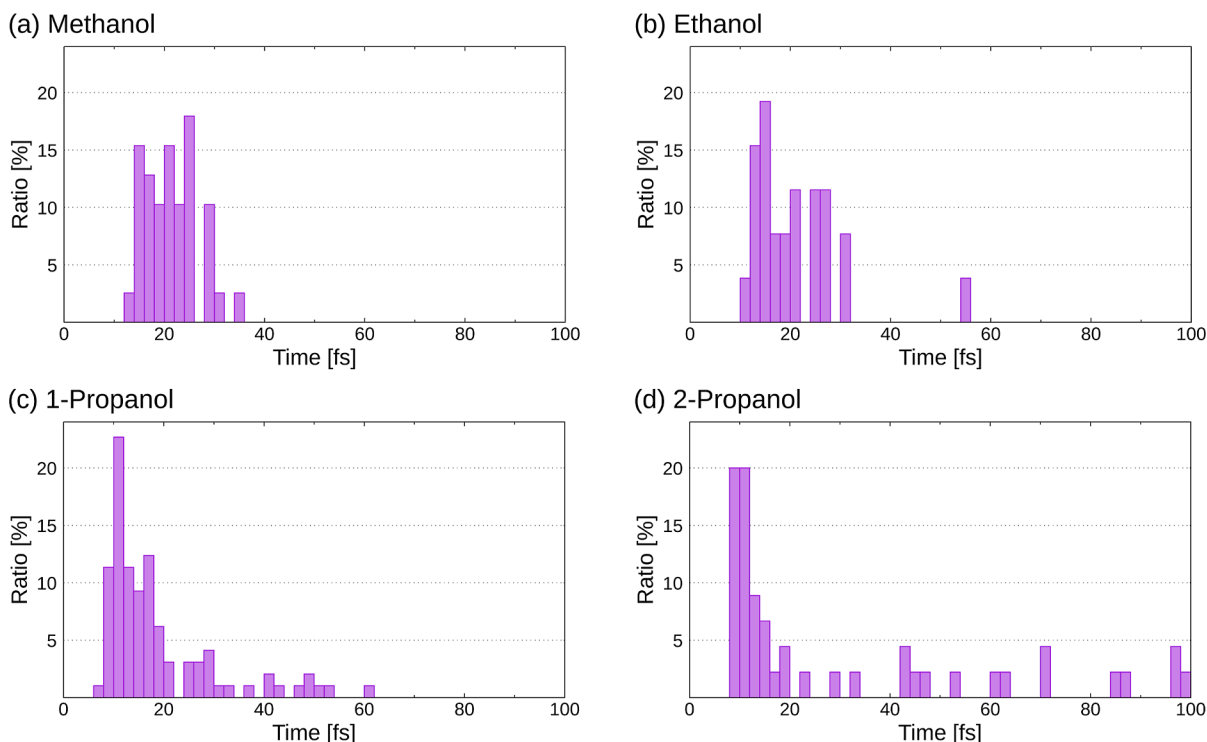 (a) Methanol
Ratio [%]
20
15
10
5
0 20 40 60 80 100
Time [fs]
(b) Ethanol
Ratio [%]
20
15
10
5
0 20 40 60 80 100
Time [fs]
(c) 1-Propanol
Ratio [%]
20
15
10
5
0 20 40 60 80 100
Time [fs]
(d) 2-Propanol
Ratio [%]
20
15
10
5
0 20 40 60 80 100
Time [fs]